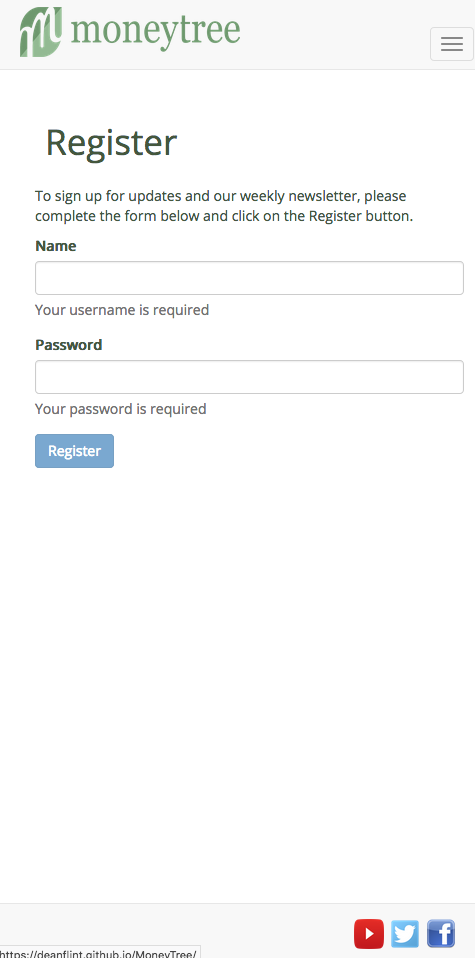 moneytree
Register
To sign up for updates and our weekly newsletter, please
complete the form below and click on the Register button.
Name
Your username is required
Password
Your password is required
Register
https://deanflint.github.io/MoneyTree/